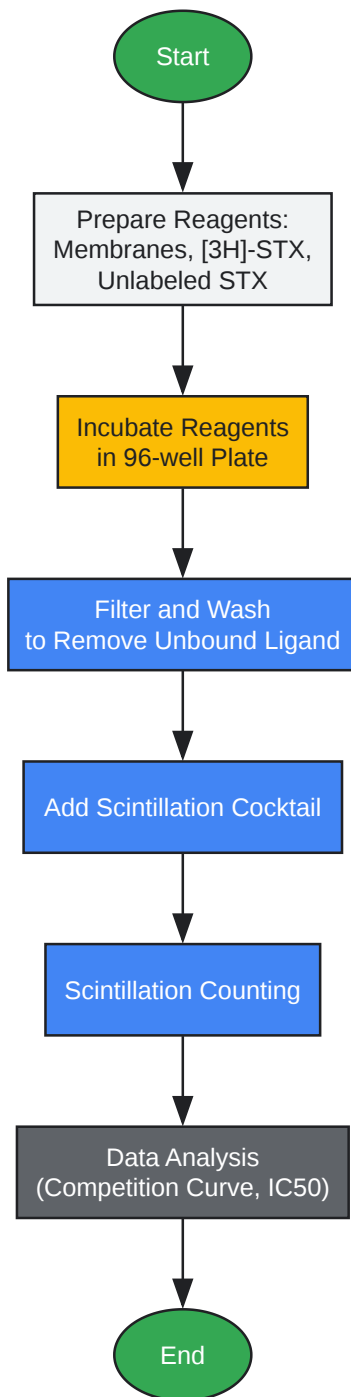 Start
Prepare Reagents:
Membranes, [3H]-STX,
Unlabeled STX
Incubate Reagents
in 96-well Plate
Filter and Wash
to Remove Unbound Ligand
Add Scintillation Cocktail
Scintillation Counting
Data Analysis
(Competition Curve, IC50)
End